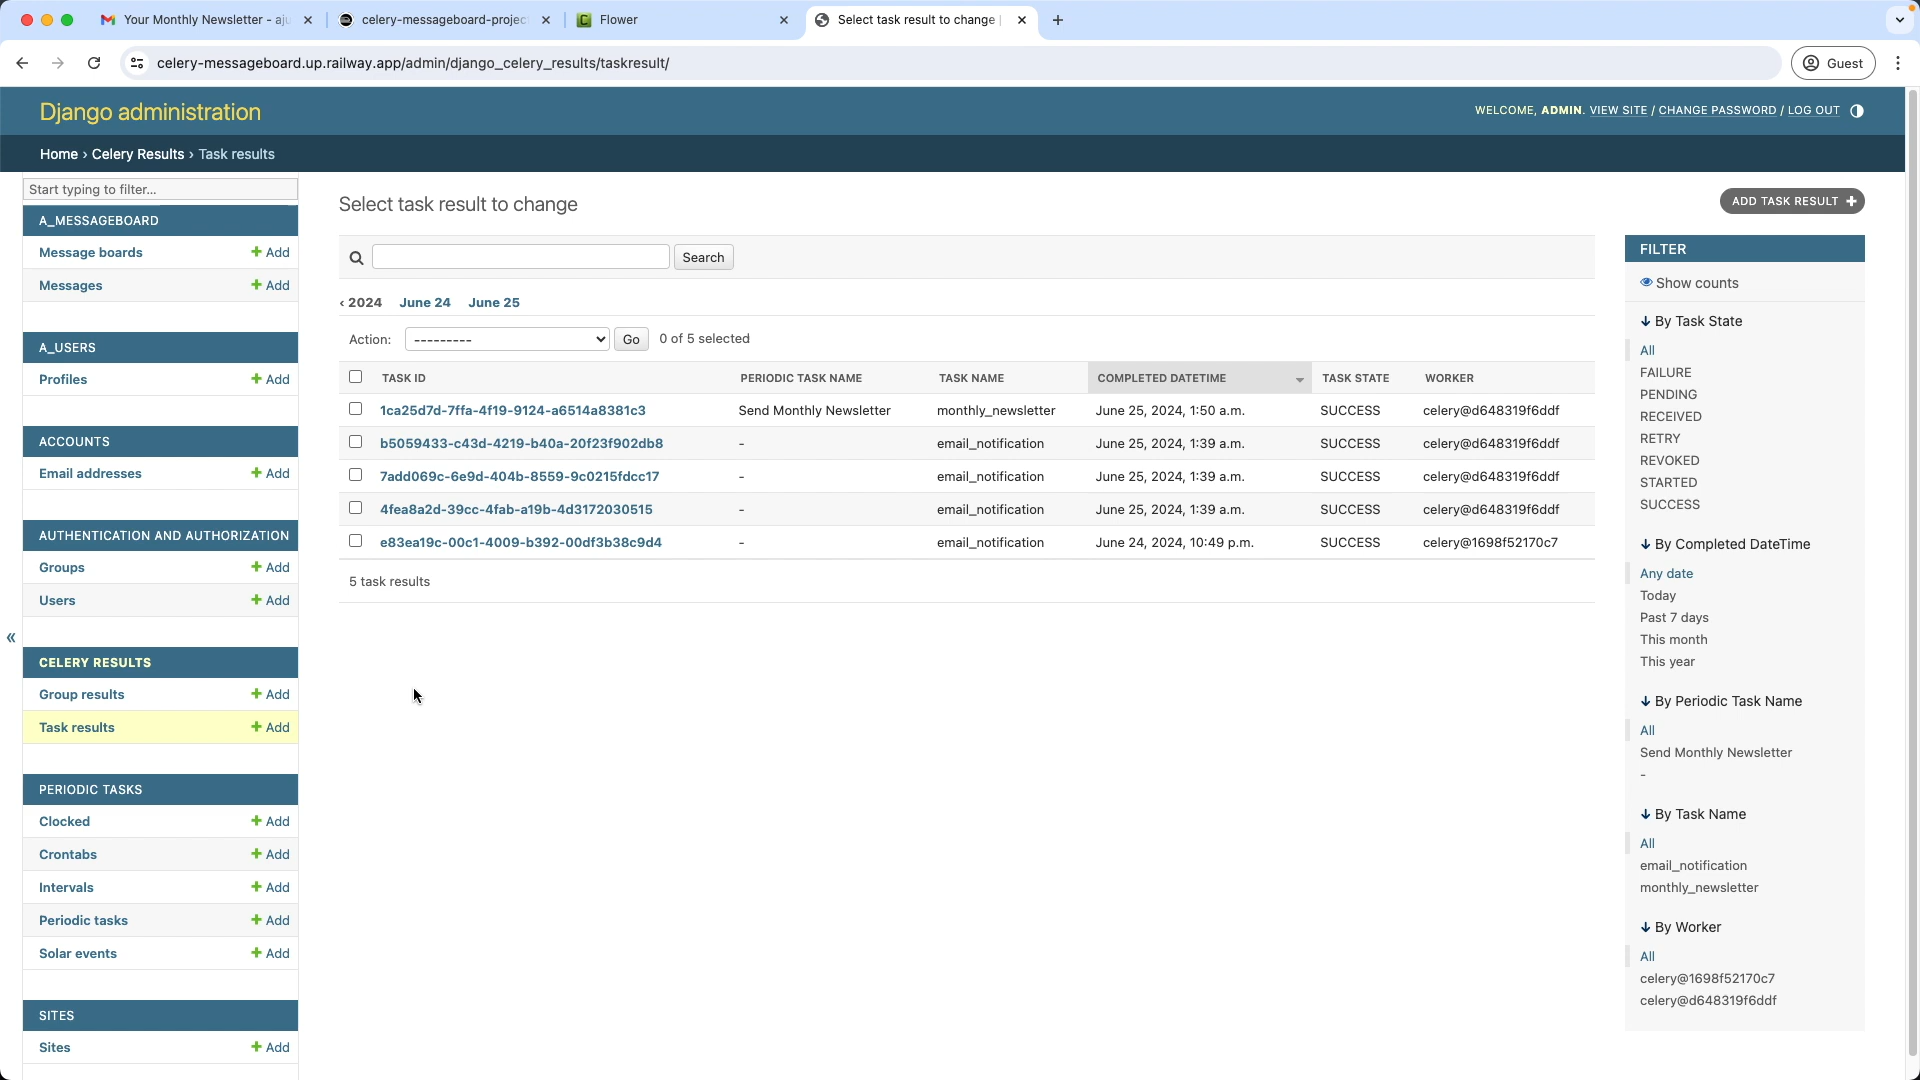 Your Monthly Newsletter - aju
celery-messageboard-projec
Flower
Select task result to change |
celery-messageboard.up.railway.app/admin/django_celery_results/taskresult/
Guest
Django administration
WELCOME, ADMIN. VIEW SITE / CHANGE PASSWORD / LOG OUT
Home › Celery Results › Task results
Start typing to filter...
A_MESSAGEBOARD
Message boards + Add
Messages + Add
A_USERS
Profiles + Add
ACCOUNTS
Email addresses + Add
AUTHENTICATION AND AUTHORIZATION
Groups + Add
Users + Add
«
CELERY RESULTS
Group results + Add
Task results + Add
PERIODIC TASKS
Clocked + Add
Crontabs + Add
Intervals + Add
Periodic tasks + Add
Solar events + Add
SITES
Sites + Add
Select task result to change
ADD TASK RESULT +
Search
‹ 2024 June 24 June 25
Action: --------- Go 0 of 5 selected
TASK ID PERIODIC TASK NAME TASK NAME COMPLETED DATETIME TASK STATE WORKER
1ca25d7d-7ffa-4f19-9124-a6514a8381c3 Send Monthly Newsletter monthly_newsletter June 25, 2024, 1:50 a.m. SUCCESS celery@d648319f6ddf
b5059433-c43d-4219-b40a-20f23f902db8 - email_notification June 25, 2024, 1:39 a.m. SUCCESS celery@d648319f6ddf
7add069c-6e9d-404b-8559-9c0215fdcc17 - email_notification June 25, 2024, 1:39 a.m. SUCCESS celery@d648319f6ddf
4fea8a2d-39cc-4fab-a19b-4d3172030515 - email_notification June 25, 2024, 1:39 a.m. SUCCESS celery@d648319f6ddf
e83ea19c-00c1-4009-b392-00df3b38c9d4 - email_notification June 24, 2024, 10:49 p.m. SUCCESS celery@1698f52170c7
5 task results
FILTER
Show counts
↓ By Task State
All
FAILURE
PENDING
RECEIVED
RETRY
REVOKED
STARTED
SUCCESS
↓ By Completed DateTime
Any date
Today
Past 7 days
This month
This year
↓ By Periodic Task Name
All
Send Monthly Newsletter
-
↓ By Task Name
All
email_notification
monthly_newsletter
↓ By Worker
All
celery@1698f52170c7
celery@d648319f6ddf